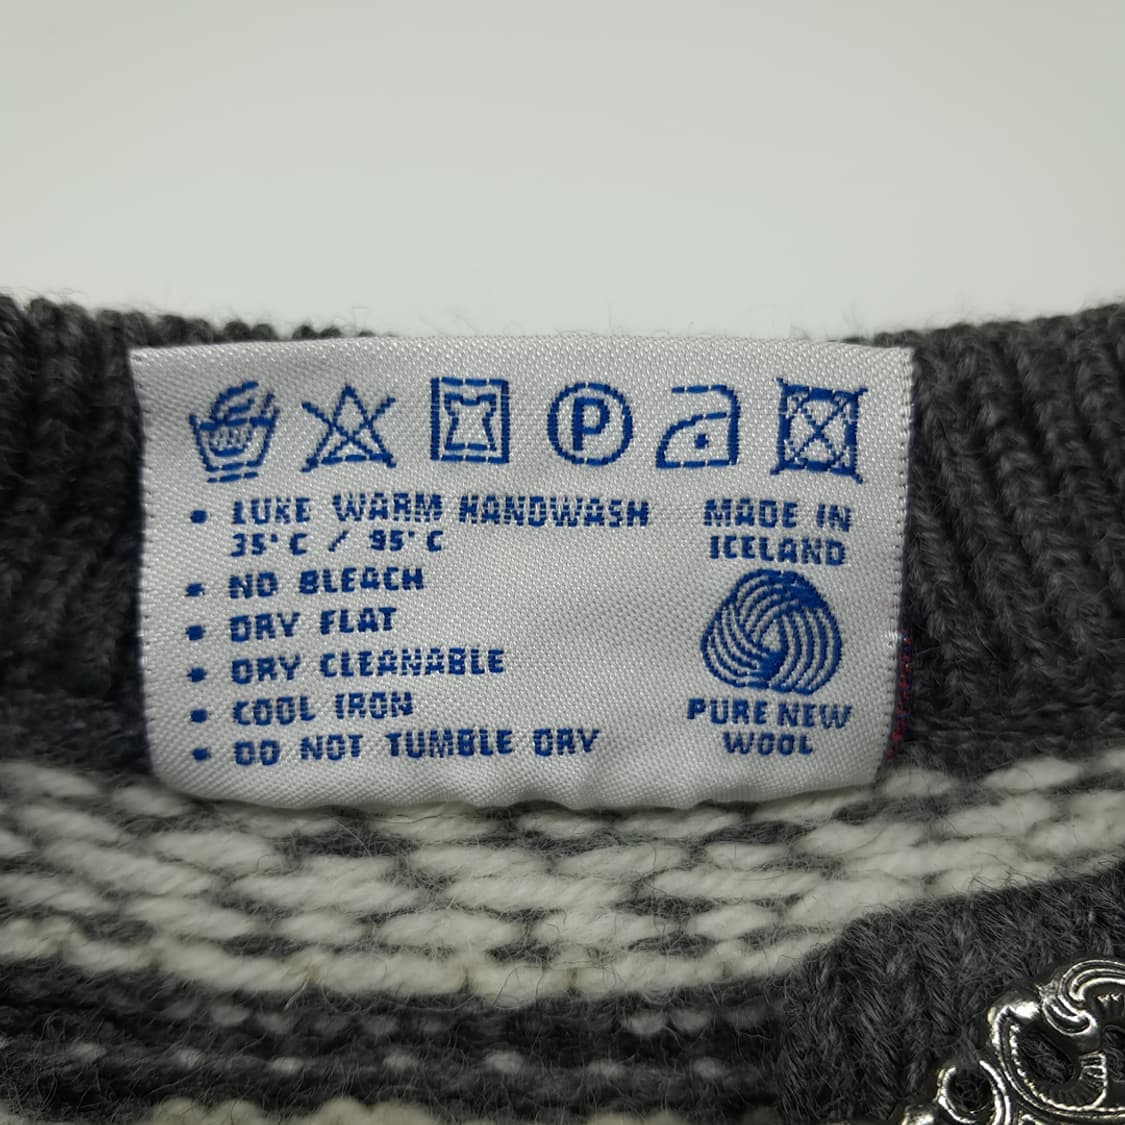 P
• LUKE WARM HANDWASH
35°C / 95°C
• NO BLEACH
• DRY FLAT
• DRY CLEANABLE
• COOL IRON
• DO NOT TUMBLE DRY
MADE IN
ICELAND
PURE NEW
WOOL